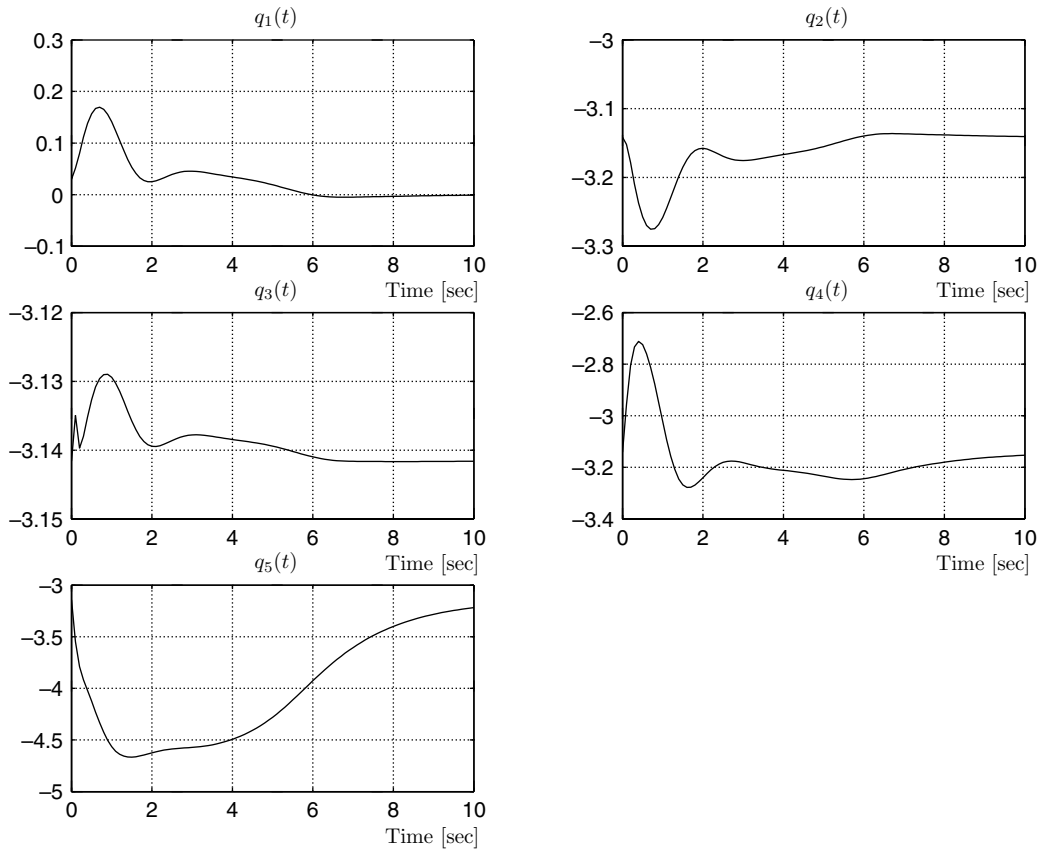 q1(t)
0.3
0.2
0.1
0
−0.1
0 2 4 6 8 10
Time [sec]
q2(t)
−3
−3.1
−3.2
−3.3
0 2 4 6 8 10
Time [sec]
q3(t)
−3.12
−3.13
−3.14
−3.15
0 2 4 6 8 10
Time [sec]
q4(t)
−2.6
−2.8
−3
−3.2
−3.4
0 2 4 6 8 10
Time [sec]
q5(t)
−3
−3.5
−4
−4.5
−5
0 2 4 6 8 10
Time [sec]